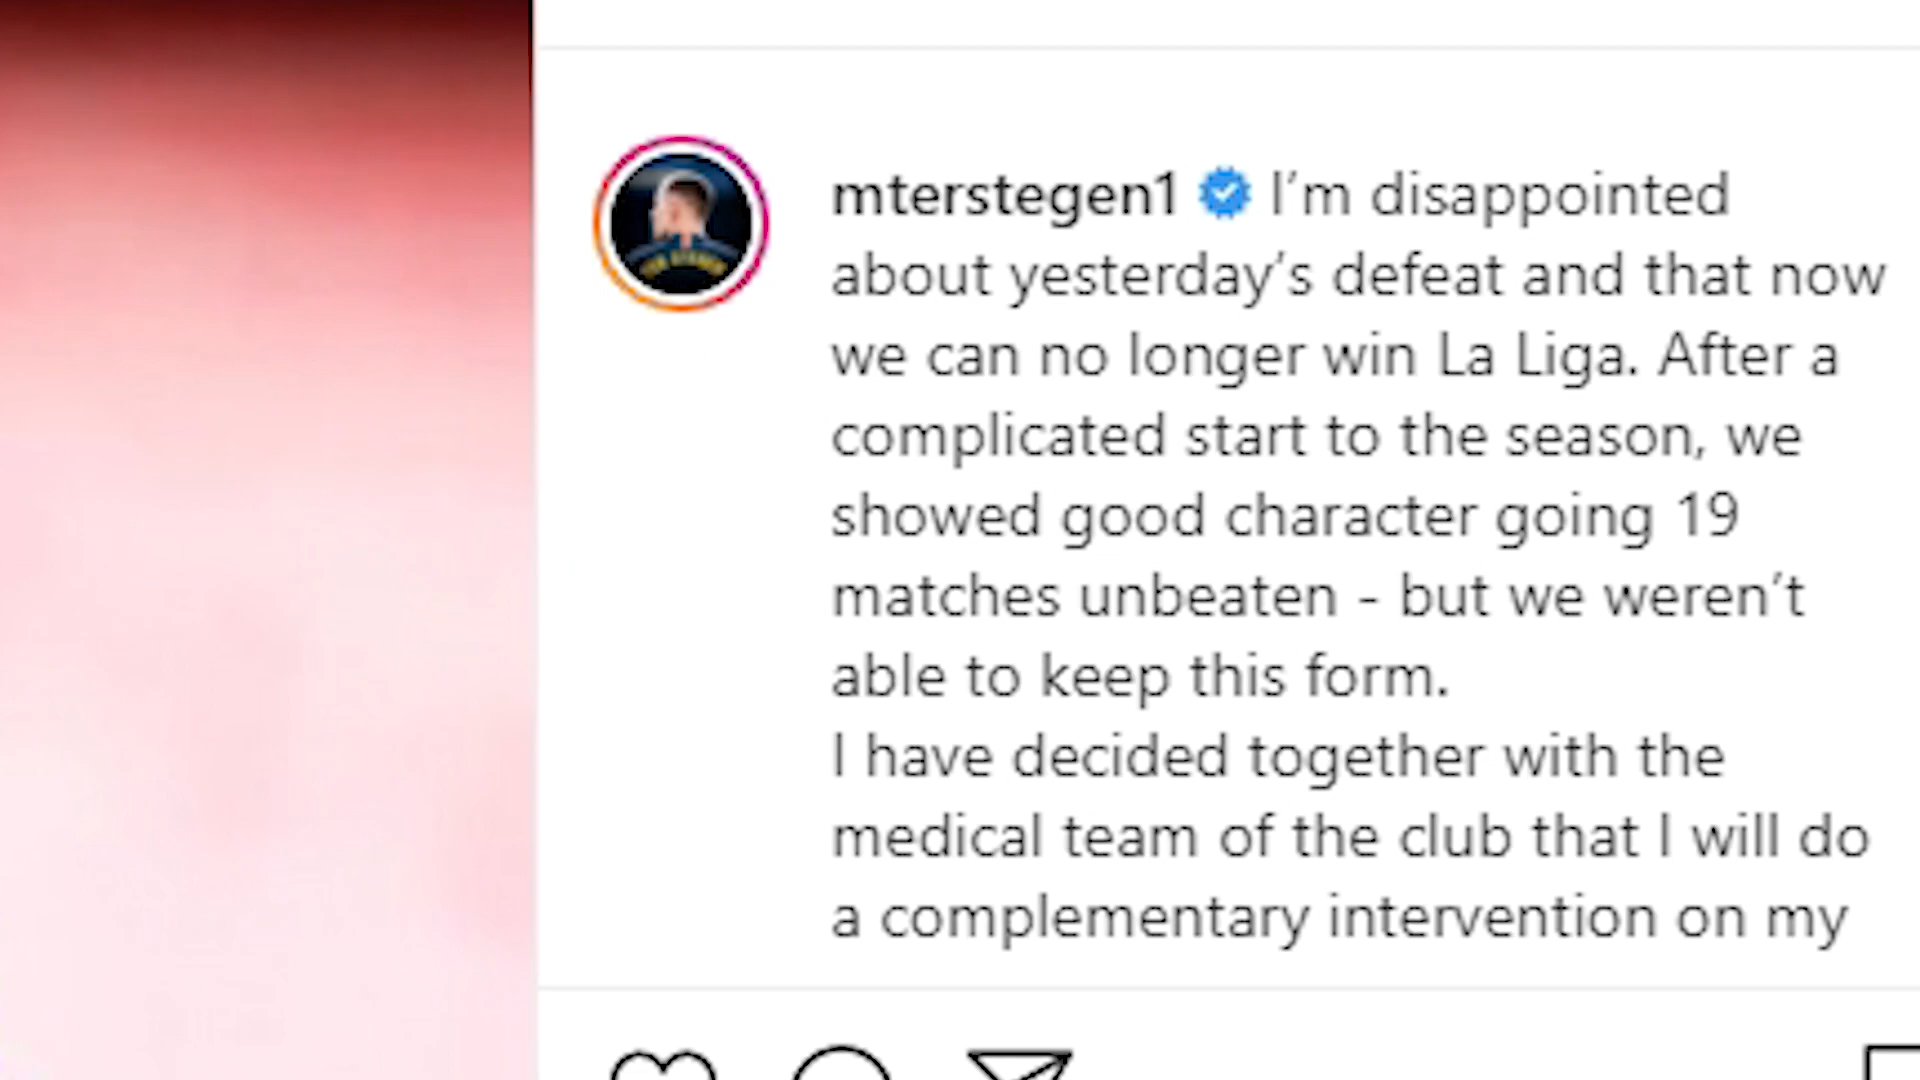 mterstegen1 I’m disappointed
about yesterday’s defeat and that now
we can no longer win La Liga. After a
complicated start to the season, we
showed good character going 19
matches unbeaten - but we weren’t
able to keep this form.
I have decided together with the
medical team of the club that I will do
a complementary intervention on my